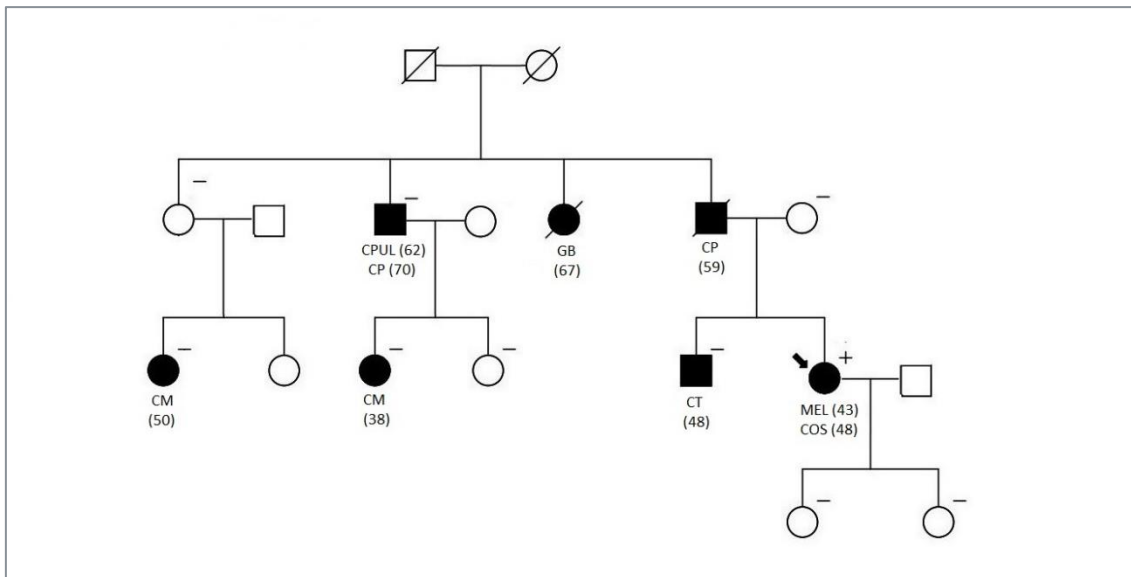 −
−
−
CPUL (62)
CP (70)
GB
(67)
CP
(59)
−
−
−
−
+
CM
(50)
CM
(38)
CT
(48)
MEL (43)
COS (48)
−
−